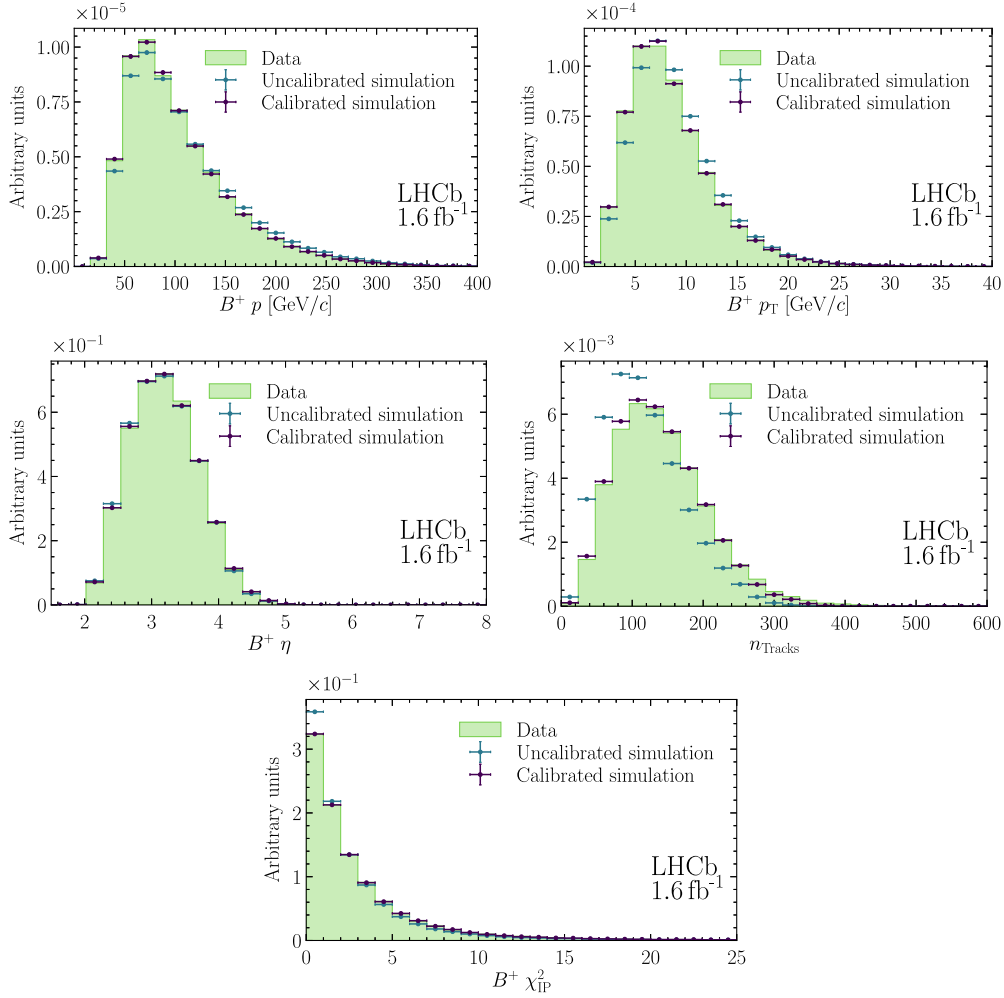 ×10⁻⁵
Arbitrary units
1.00
0.75
0.50
0.25
0.00
Data
Uncalibrated simulation
Calibrated simulation
LHCb
1.6 fb⁻¹
50 100 150 200 250 300 350 400
B⁺ p [GeV/c]
×10⁻⁴
Arbitrary units
1.00
0.75
0.50
0.25
0.00
Data
Uncalibrated simulation
Calibrated simulation
LHCb
1.6 fb⁻¹
5 10 15 20 25 30 35 40
B⁺ p_T [GeV/c]
×10⁻¹
Arbitrary units
6
4
2
0
Data
Uncalibrated simulation
Calibrated simulation
LHCb
1.6 fb⁻¹
2 3 4 5 6 7 8
B⁺ η
×10⁻³
Arbitrary units
6
4
2
0
Data
Uncalibrated simulation
Calibrated simulation
LHCb
1.6 fb⁻¹
0 100 200 300 400 500 600
n_Tracks
×10⁻¹
Arbitrary units
3
2
1
0
Data
Uncalibrated simulation
Calibrated simulation
LHCb
1.6 fb⁻¹
0 5 10 15 20 25
B⁺ χ²_IP